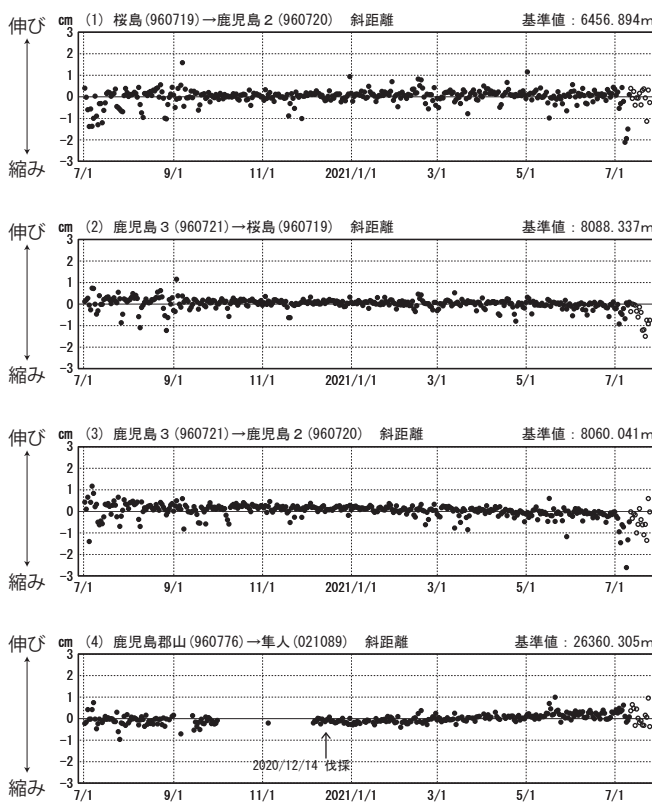 伸び cm (1) 桜島(960719)→鹿児島2(960720) 斜距離 基準値：6456.894m
3
2
1
0
-1
-2
縮み -3
7/1 9/1 11/1 2021/1/1 3/1 5/1 7/1
伸び cm (2) 鹿児島3(960721)→桜島(960719) 斜距離 基準値：8088.337m
3
2
1
0
-1
-2
縮み -3
7/1 9/1 11/1 2021/1/1 3/1 5/1 7/1
伸び cm (3) 鹿児島3(960721)→鹿児島2(960720) 斜距離 基準値：8060.041m
3
2
1
0
-1
-2
縮み -3
7/1 9/1 11/1 2021/1/1 3/1 5/1 7/1
伸び cm (4) 鹿児島郡山(960776)→隼人(021089) 斜距離 基準値：26360.305m
3
2
1
0
-1
-2
2020/12/14 伐採
縮み -3
7/1 9/1 11/1 2021/1/1 3/1 5/1 7/1